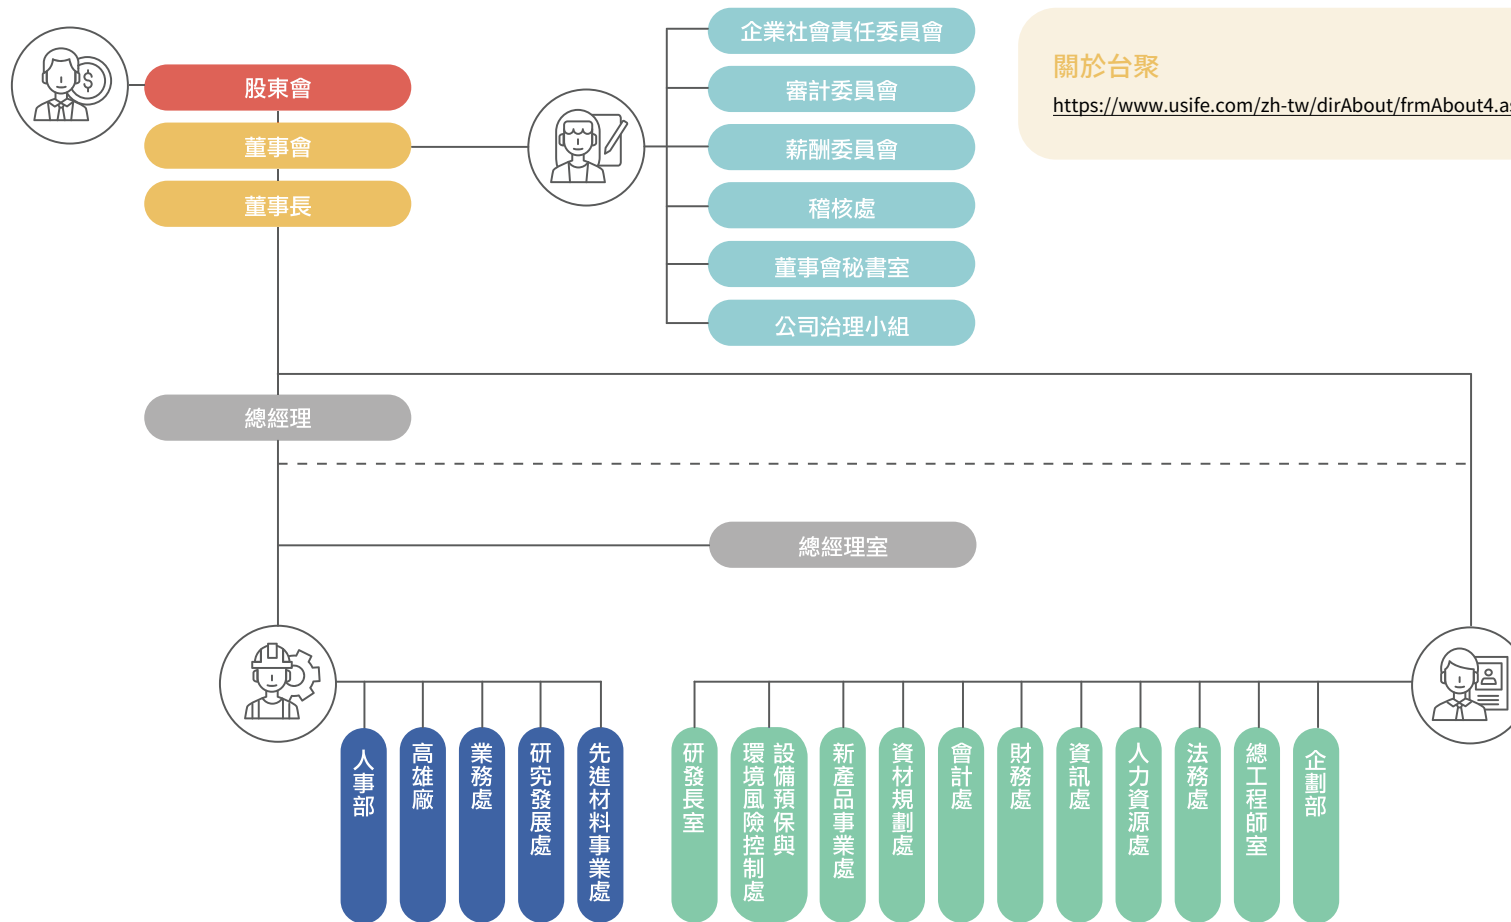 股東會
董事會
董事長
企業社會責任委員會
審計委員會
薪酬委員會
稽核處
董事會秘書室
公司治理小組
關於台聚
https://www.usife.com/zh-tw/dirAbout/frmAbout4.as
總經理
總經理室
人事部
高雄廠
業務處
研究發展處
先進材料事業處
研發長室
設備預保與
環境風險控制處
新產品事業處
資材規劃處
會計處
財務處
資訊處
人力資源處
法務處
總工程師室
企劃部
$